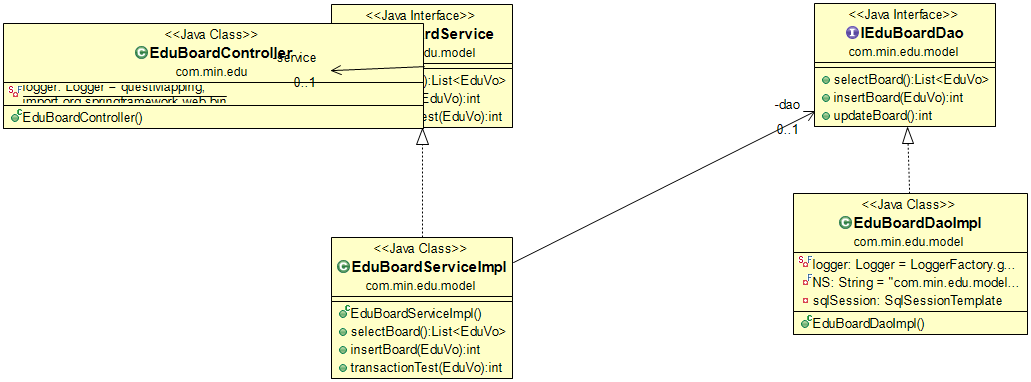 <<Java Class>>
EduBoardController
com.min.edu
logger: Logger = questMapping,
import org.springframework.web.bin
EduBoardController()
<<Java Interface>>
rdService
du.model
():List<EduVo>
EduVo):int
est(EduVo):int
-service
0..1
<<Java Interface>>
IEduBoardDao
com.min.edu.model
selectBoard():List<EduVo>
insertBoard(EduVo):int
updateBoard():int
-dao
0..1
<<Java Class>>
EduBoardServiceImpl
com.min.edu.model
EduBoardServiceImpl()
selectBoard():List<EduVo>
insertBoard(EduVo):int
transactionTest(EduVo):int
<<Java Class>>
EduBoardDaoImpl
com.min.edu.model
logger: Logger = LoggerFactory.g...
NS: String = "com.min.edu.model...
sqlSession: SqlSessionTemplate
EduBoardDaoImpl()